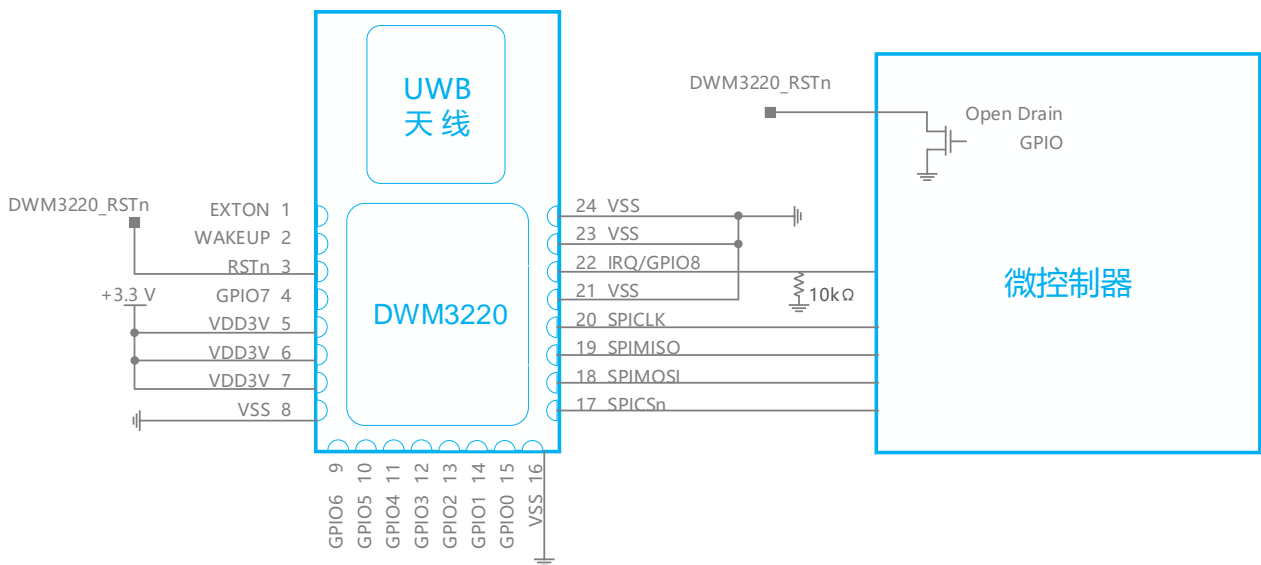 UWB
天线
DWM3220_RSTn
Open Drain
GPIO
DWM3220_RSTn
EXTON 1
WAKEUP 2
RSTn 3
+3.3 V
GPIO7 4
VDD3V 5
VDD3V 6
VDD3V 7
VSS 8
DWM3220
24 VSS
23 VSS
22 IRQ/GPIO8
21 VSS
10kΩ
20 SPICLK
19 SPIMISO
18 SPIMOSI
17 SPICSn
微控制器
GPIO6 9
GPIO5 10
GPIO4 11
GPIO3 12
GPIO2 13
GPIO1 14
GPIO0 15
VSS 16